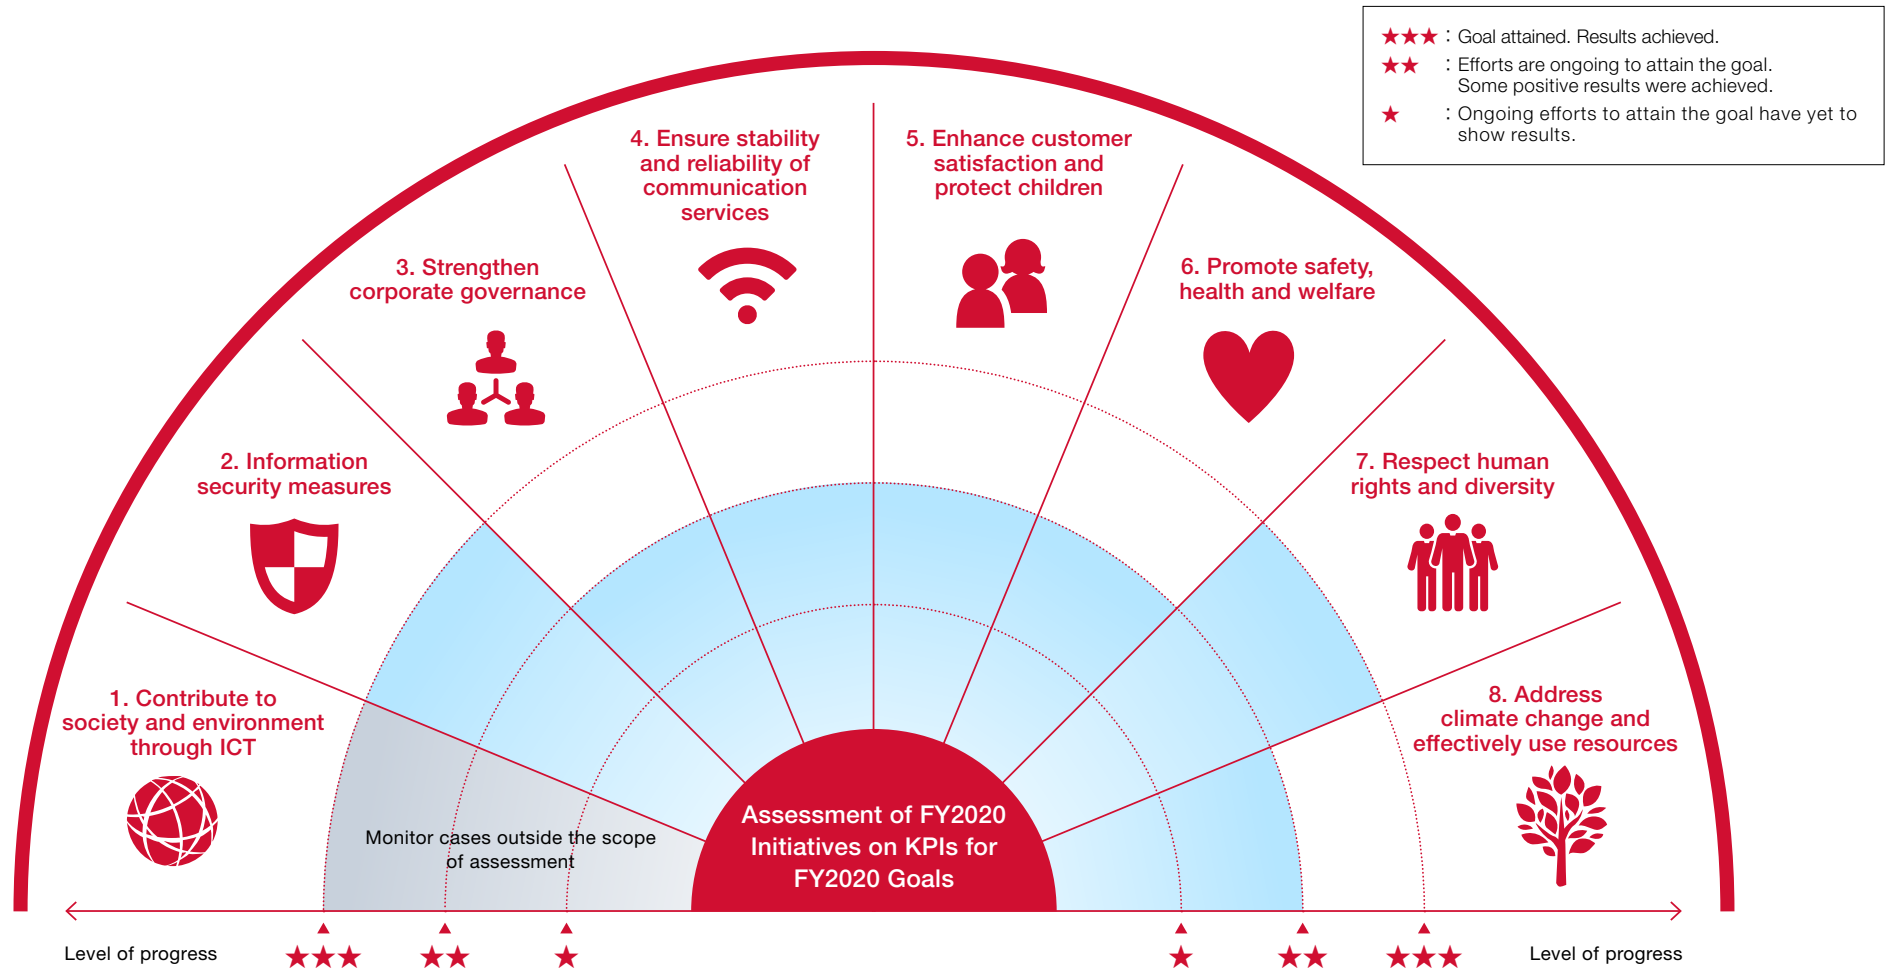 ★★★ : Goal attained. Results achieved.
★★ : Efforts are ongoing to attain the goal.
Some positive results were achieved.
★ : Ongoing efforts to attain the goal have yet to
show results.
1. Contribute to
society and environment
through ICT
2. Information
security measures
3. Strengthen
corporate governance
4. Ensure stability
and reliability of
communication
services
5. Enhance customer
satisfaction and
protect children
6. Promote safety,
health and welfare
7. Respect human
rights and diversity
8. Address
climate change and
effectively use resources
Monitor cases outside the scope
of assessment
Assessment of FY2020
Initiatives on KPIs for
FY2020 Goals
Level of progress
★★★
★★
★
★
★★
★★★
Level of progress